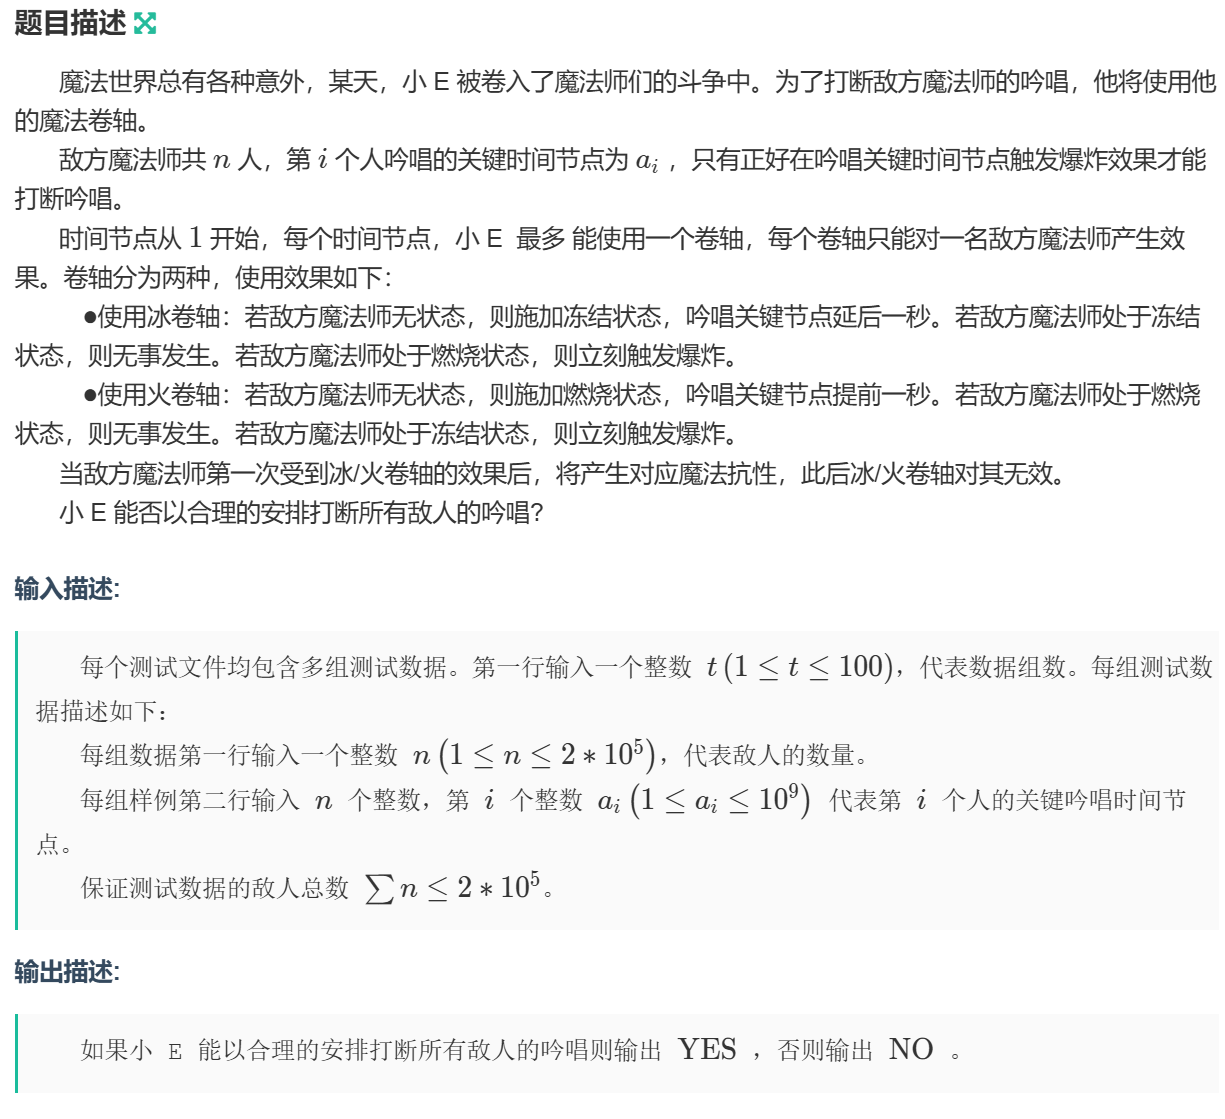 题目描述
魔法世界总有各种意外，某天，小 E 被卷入了魔法师们的斗争中。为了打断敌方魔法师的吟唱，他将使用他
的魔法卷轴。
敌方魔法师共 n 人，第 i 个人吟唱的关键时间节点为 a_i ，只有正好在吟唱关键时间节点触发爆炸效果才能
打断吟唱。
时间节点从 1 开始，每个时间节点，小 E 最多 能使用一个卷轴，每个卷轴只能对一名敌方魔法师产生效
果。卷轴分为两种，使用效果如下：
●使用冰卷轴：若敌方魔法师无状态，则施加冻结状态，吟唱关键节点延后一秒。若敌方魔法师处于冻结
状态，则无事发生。若敌方魔法师处于燃烧状态，则立刻触发爆炸。
●使用火卷轴：若敌方魔法师无状态，则施加燃烧状态，吟唱关键节点提前一秒。若敌方魔法师处于燃烧
状态，则无事发生。若敌方魔法师处于冻结状态，则立刻触发爆炸。
当敌方魔法师第一次受到冰/火卷轴的效果后，将产生对应魔法抗性，此后冰/火卷轴对其无效。
小 E 能否以合理的安排打断所有敌人的吟唱?
输入描述:
每个测试文件均包含多组测试数据。第一行输入一个整数 t (1 ≤ t ≤ 100)，代表数据组数。每组测试数
据描述如下：
每组数据第一行输入一个整数 n (1 ≤ n ≤ 2 * 10^5)，代表敌人的数量。
每组样例第二行输入 n 个整数，第 i 个整数 a_i (1 ≤ a_i ≤ 10^9) 代表第 i 个人的关键吟唱时间节
点。
保证测试数据的敌人总数 ∑ n ≤ 2 * 10^5。
输出描述:
如果小 E 能以合理的安排打断所有敌人的吟唱则输出 YES ，否则输出 NO 。